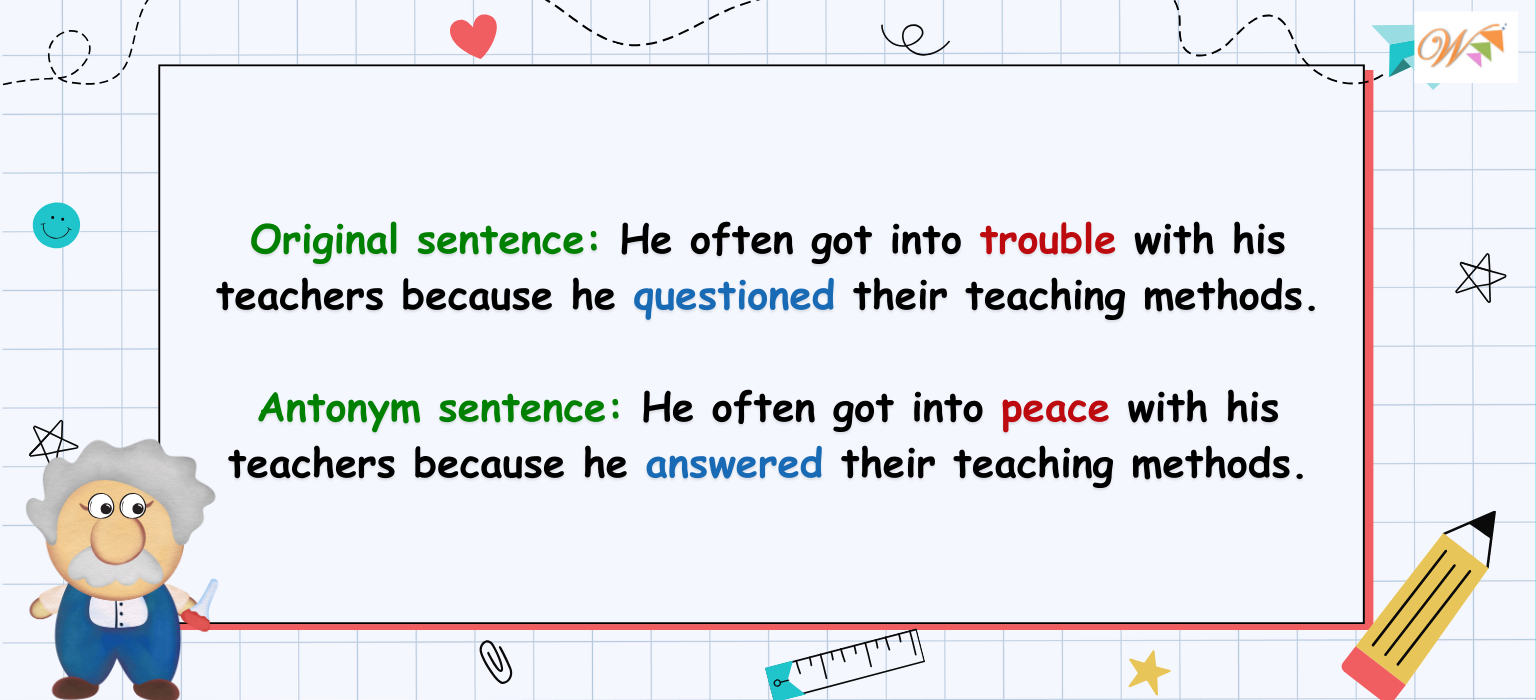 W
Original sentence: He often got into trouble with his
teachers because he questioned their teaching methods.
Antonym sentence: He often got into peace with his
teachers because he answered their teaching methods.